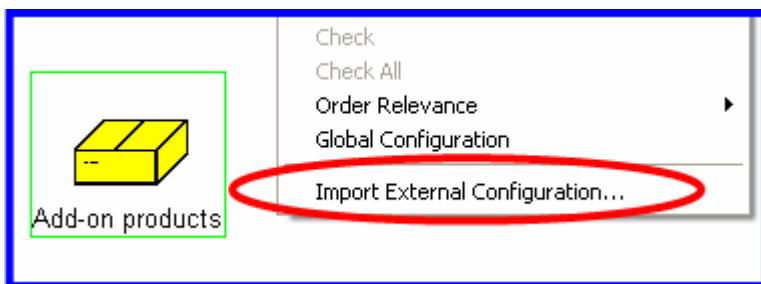 Check
Check All
Order Relevance
Global Configuration
Import External Configuration...
Add-on products